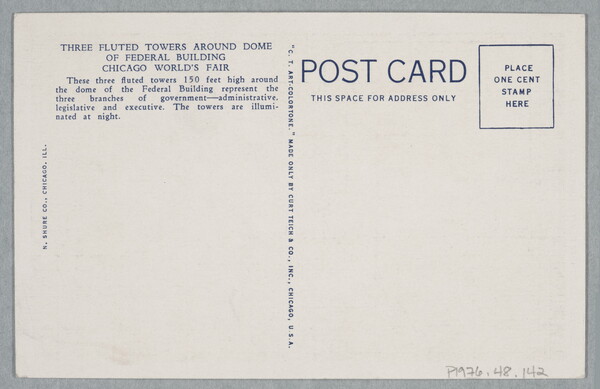 THREE FLUTED TOWERS AROUND DOME
OF FEDERAL BUILDING
CHICAGO WORLD'S FAIR
These three fluted towers 150 feet high around
the dome of the Federal Building represent the
three branches of government—administrative,
legislative and executive. The towers are illumi-
nated at night.
N. SHURE CO., CHICAGO, ILL.
"C. T. ART-COLORTONE," MADE ONLY BY CURT TEICH & CO., INC., CHICAGO, U.S.A.
POST CARD
THIS SPACE FOR ADDRESS ONLY
PLACE
ONE CENT
STAMP
HERE
P1976.48.142